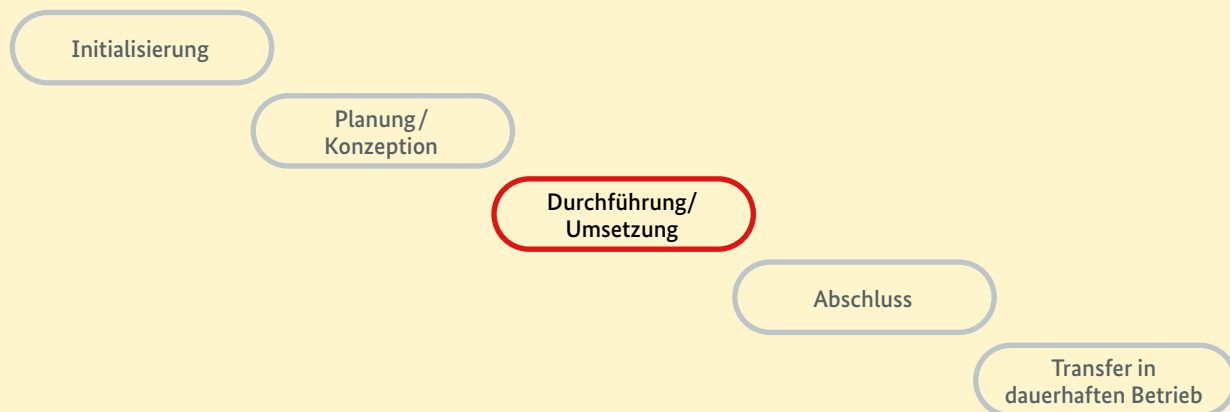 Initialisierung
Planung/
Konzeption
Durchführung/
Umsetzung
Abschluss
Transfer in
dauerhaften Betrieb